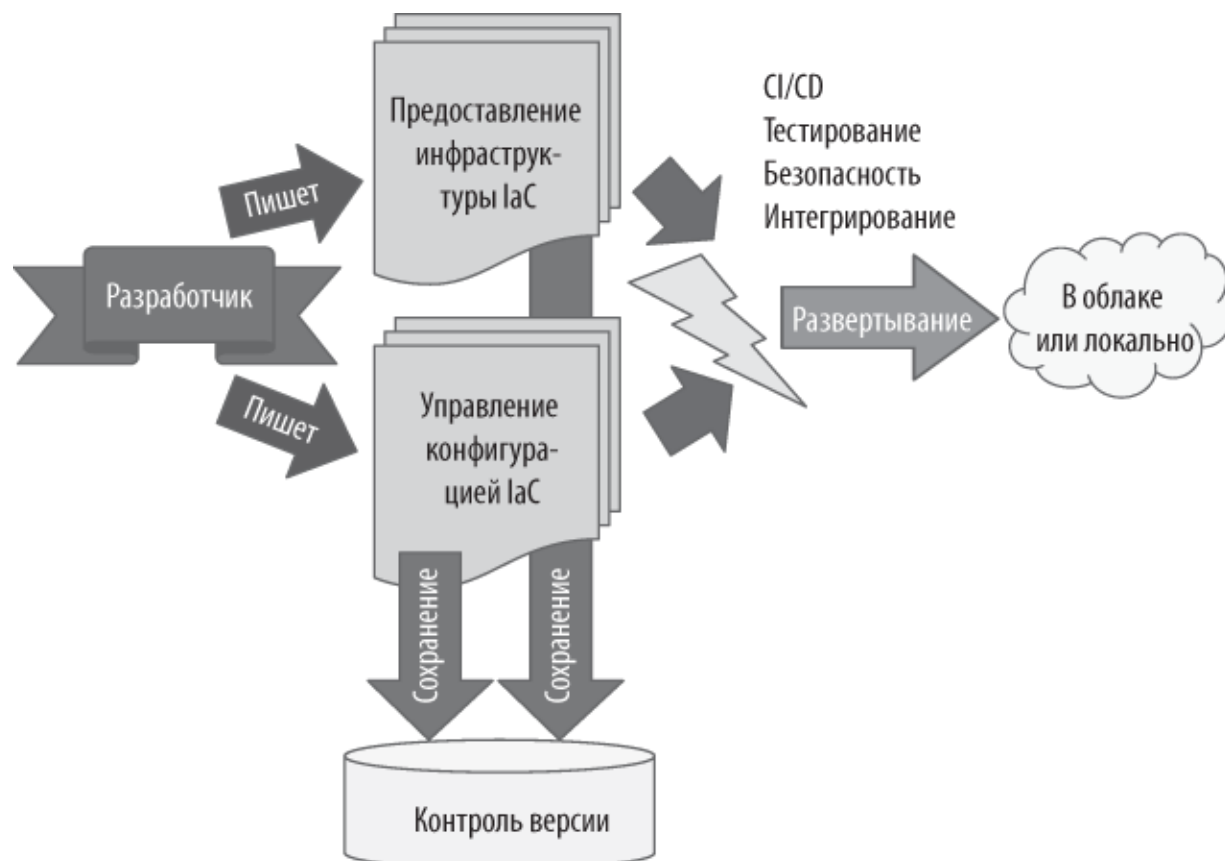 Предоставление
инфраструк-
туры IaC
CI/CD
Тестирование
Безопасность
Интегрирование
Пишет
Разработчик
Развертывание
В облаке
или локально
Пишет
Управление
конфигура-
цией IaC
Сохранение
Сохранение
Контроль версии